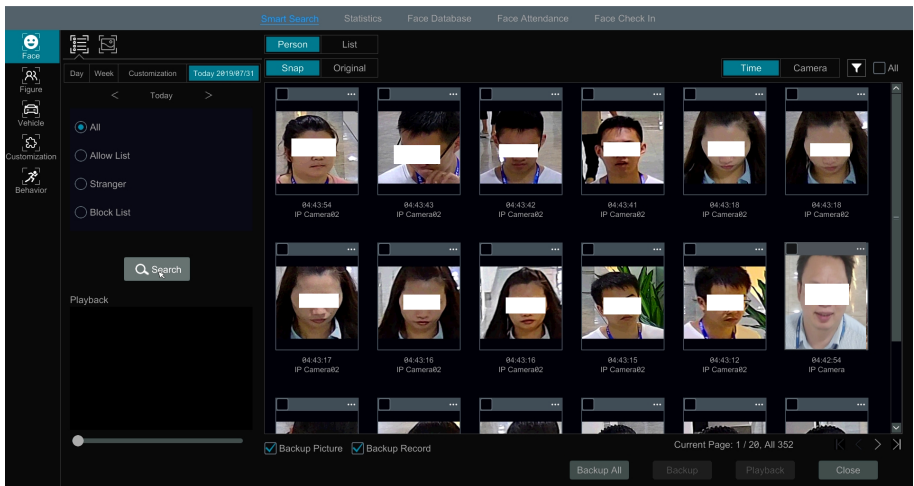 Smart Search Statistics Face Database Face Attendance Face Check In
Face
Figure
Vehicle
Customization
Behavior
Day Week Customization Today 2019/07/31
< Today >
All
Allow List
Stranger
Block List
Search
Playback
Person List
Snap Original
Time Camera All
04:43:54 04:43:43 04:43:42 04:43:41 04:43:18 04:43:18
IP Camera02 IP Camera02 IP Camera02 IP Camera02 IP Camera02 IP Camera02
04:43:17 04:43:16 04:43:16 04:43:15 04:43:12 04:42:54
IP Camera02 IP Camera02 IP Camera02 IP Camera02 IP Camera02 IP Camera
Backup Picture Backup Record
Current Page: 1 / 20, All 352
Backup All Backup Playback Close